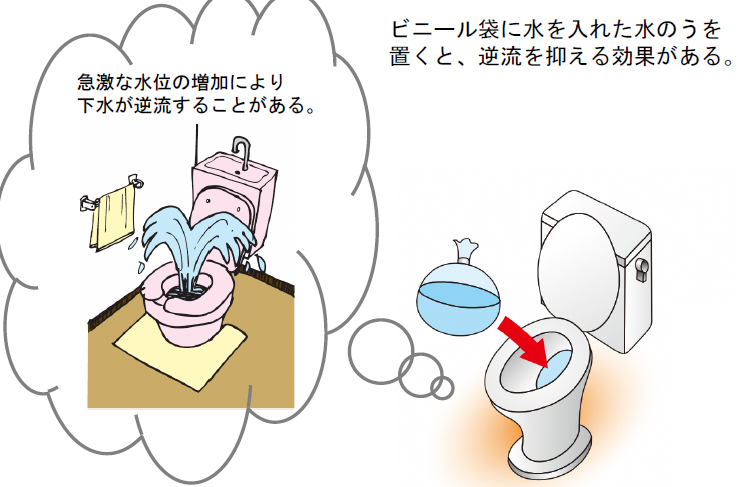 ビニール袋に水を入れた水のうを
置くと、逆流を抑える効果がある。
急激な水位の増加により
下水が逆流することがある。